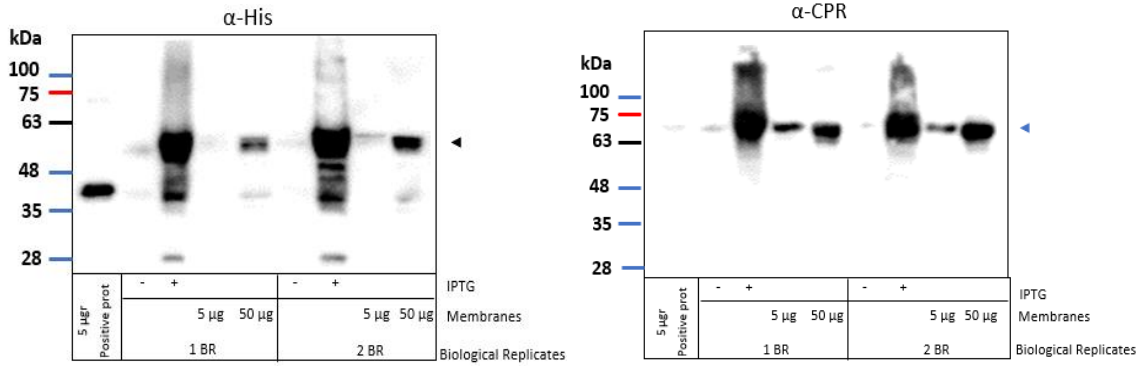 α-His
kDa
100
75
63
48
35
28
- + - + IPTG
5 µg 50 µg 5 µg 50 µg Membranes
1 BR 2 BR Biological Replicates
5 µgr
Positive prot
α-CPR
kDa
100
75
63
48
35
28
- + - + IPTG
5 µg 50 µg 5 µg 50 µg Membranes
1 BR 2 BR Biological Replicates
5 µgr
Positive prot